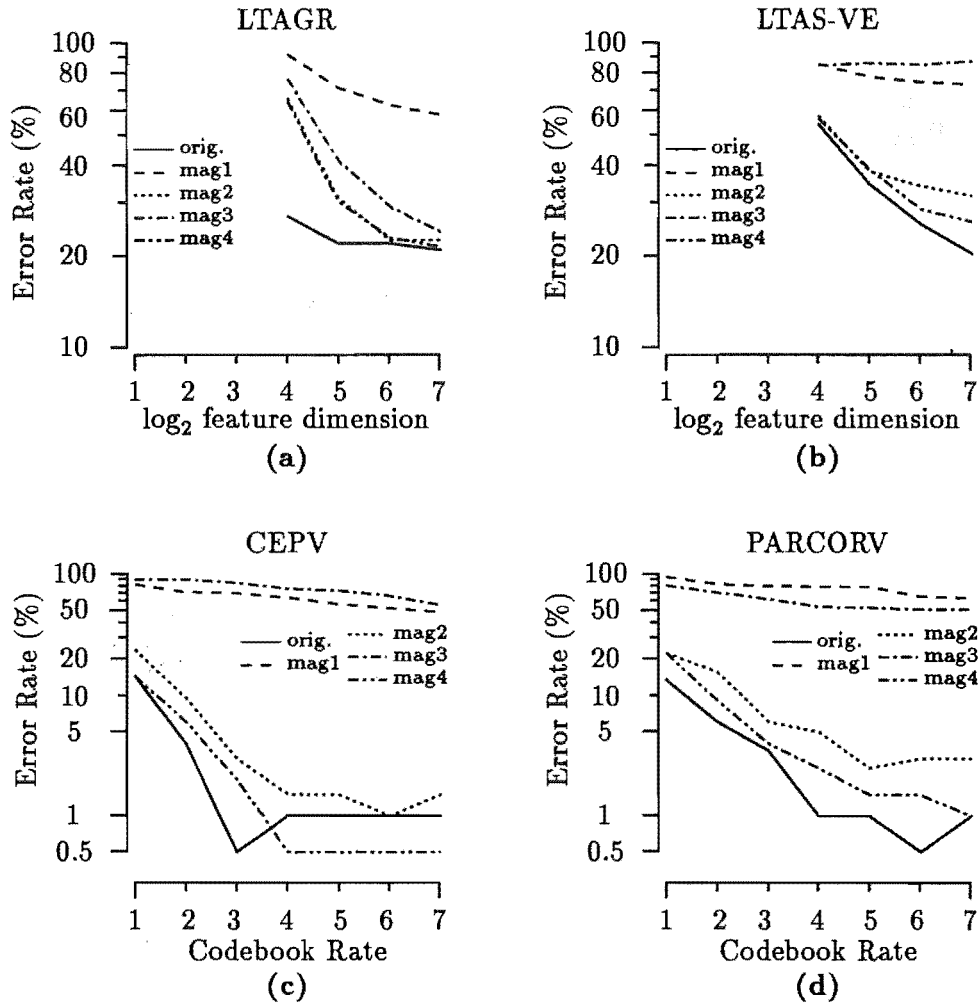 LTAGR
Error Rate (%)
100
80
60
40
20
10
orig.
mag1
mag2
mag3
mag4
1 2 3 4 5 6 7
log₂ feature dimension
(a)
LTAS-VE
Error Rate (%)
100
80
60
40
20
10
orig.
mag1
mag2
mag3
mag4
1 2 3 4 5 6 7
log₂ feature dimension
(b)
CEPV
Error Rate (%)
100
50
20
10
5
1
0.5
orig.
mag1
mag2
mag3
mag4
1 2 3 4 5 6 7
Codebook Rate
(c)
PARCORV
Error Rate (%)
100
50
20
10
5
1
0.5
orig.
mag1
mag2
mag3
mag4
1 2 3 4 5 6 7
Codebook Rate
(d)